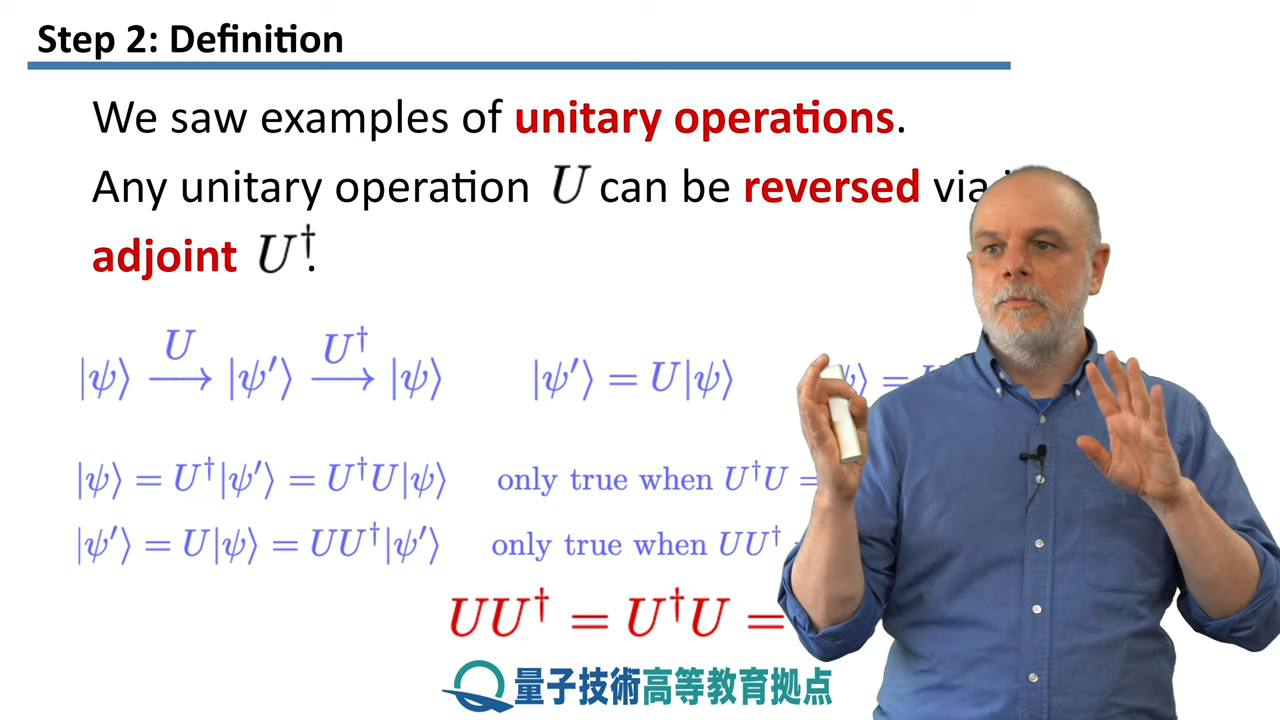 Step 2: Definition
We saw examples of unitary operations.
Any unitary operation U can be reversed via
adjoint U†.
|ψ⟩ —U→ |ψ′⟩ —U†→ |ψ⟩ |ψ′⟩ = U|ψ⟩ ψ⟩ = U
|ψ⟩ = U†|ψ′⟩ = U†U|ψ⟩ only true when U†U =
|ψ′⟩ = U|ψ⟩ = UU†|ψ′⟩ only true when UU†
UU† = U†U =
量子技術高等教育拠点